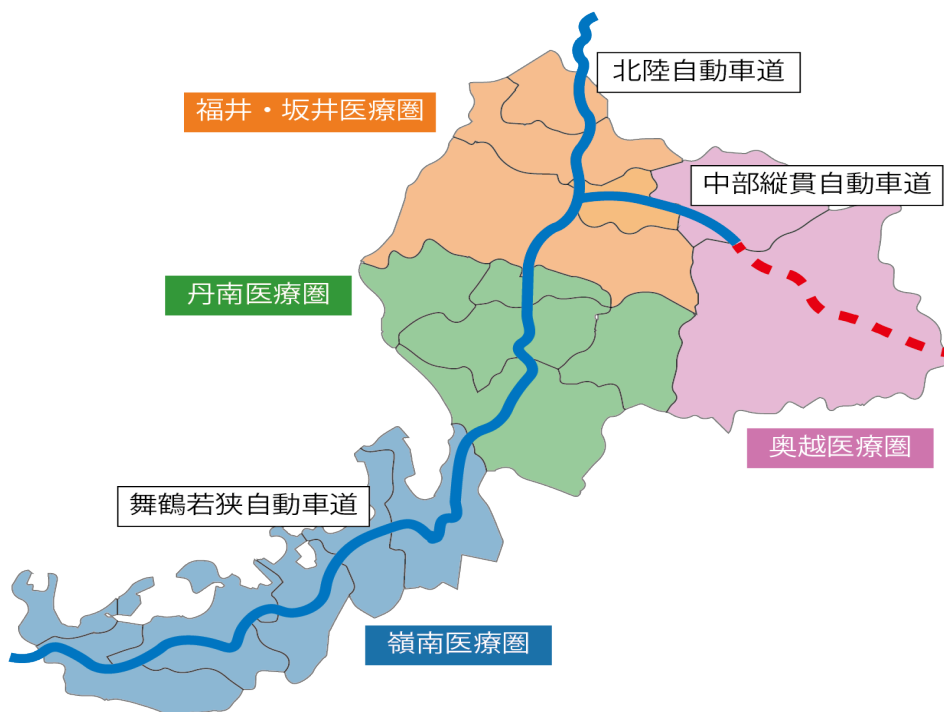 北陸自動車道
福井・坂井医療圏
中部縦貫自動車道
丹南医療圏
奥越医療圏
舞鶴若狭自動車道
嶺南医療圏